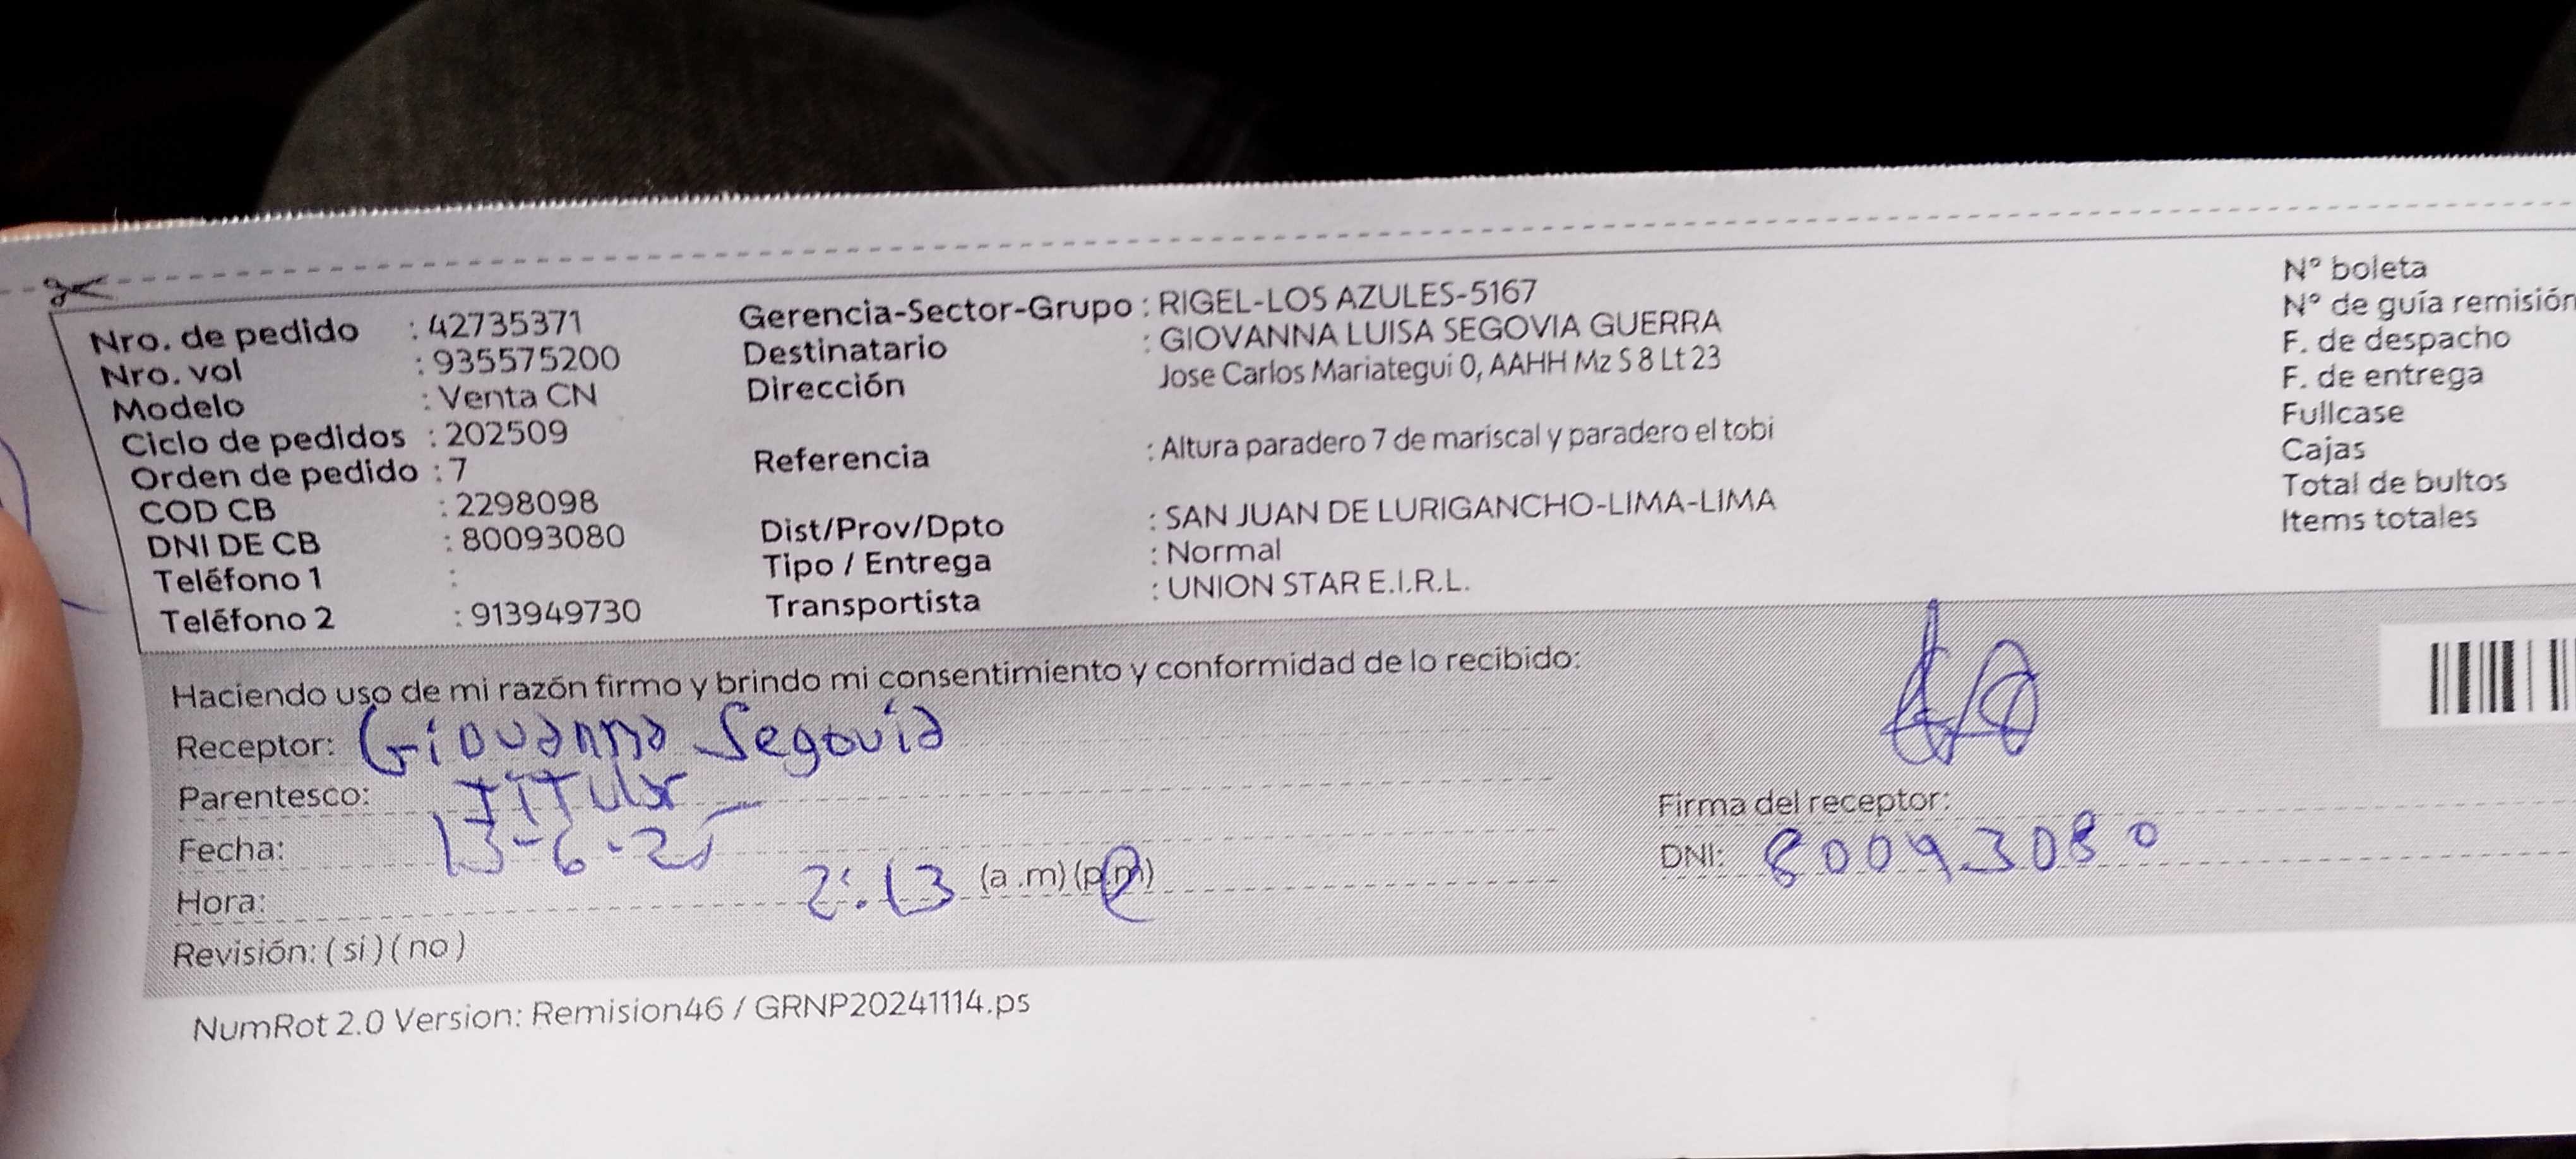 Nro. de pedido : 42735371
Nro. vol : 935575200
Modelo : Venta CN
Ciclo de pedidos : 202509
Orden de pedido : 7
COD CB : 2298098
DNI DE CB : 80093080
Teléfono 1 :
Teléfono 2 : 913949730
Gerencia-Sector-Grupo : RIGEL-LOS AZULES-5167
Destinatario : GIOVANNA LUISA SEGOVIA GUERRA
Dirección Jose Carlos Mariategui 0, AAHH Mz S 8 Lt 23
Referencia : Altura paradero 7 de mariscal y paradero el tobi
Dist/Prov/Dpto : SAN JUAN DE LURIGANCHO-LIMA-LIMA
Tipo / Entrega : Normal
Transportista : UNION STAR E.I.R.L.
N° boleta
N° de guía remisión
F. de despacho
F. de entrega
Fullcase
Cajas
Total de bultos
Items totales
Haciendo uso de mi razón firmo y brindo mi consentimiento y conformidad de lo recibido:
Receptor: Giovanna Segovia
Parentesco: TITular
Fecha: 13-6-25
Hora: 2:13 (a .m) (p.m)
Revisión: ( si ) ( no )
Firma del receptor:
DNI: 80093080
NumRot 2.0 Version: Remision46 / GRNP20241114.ps